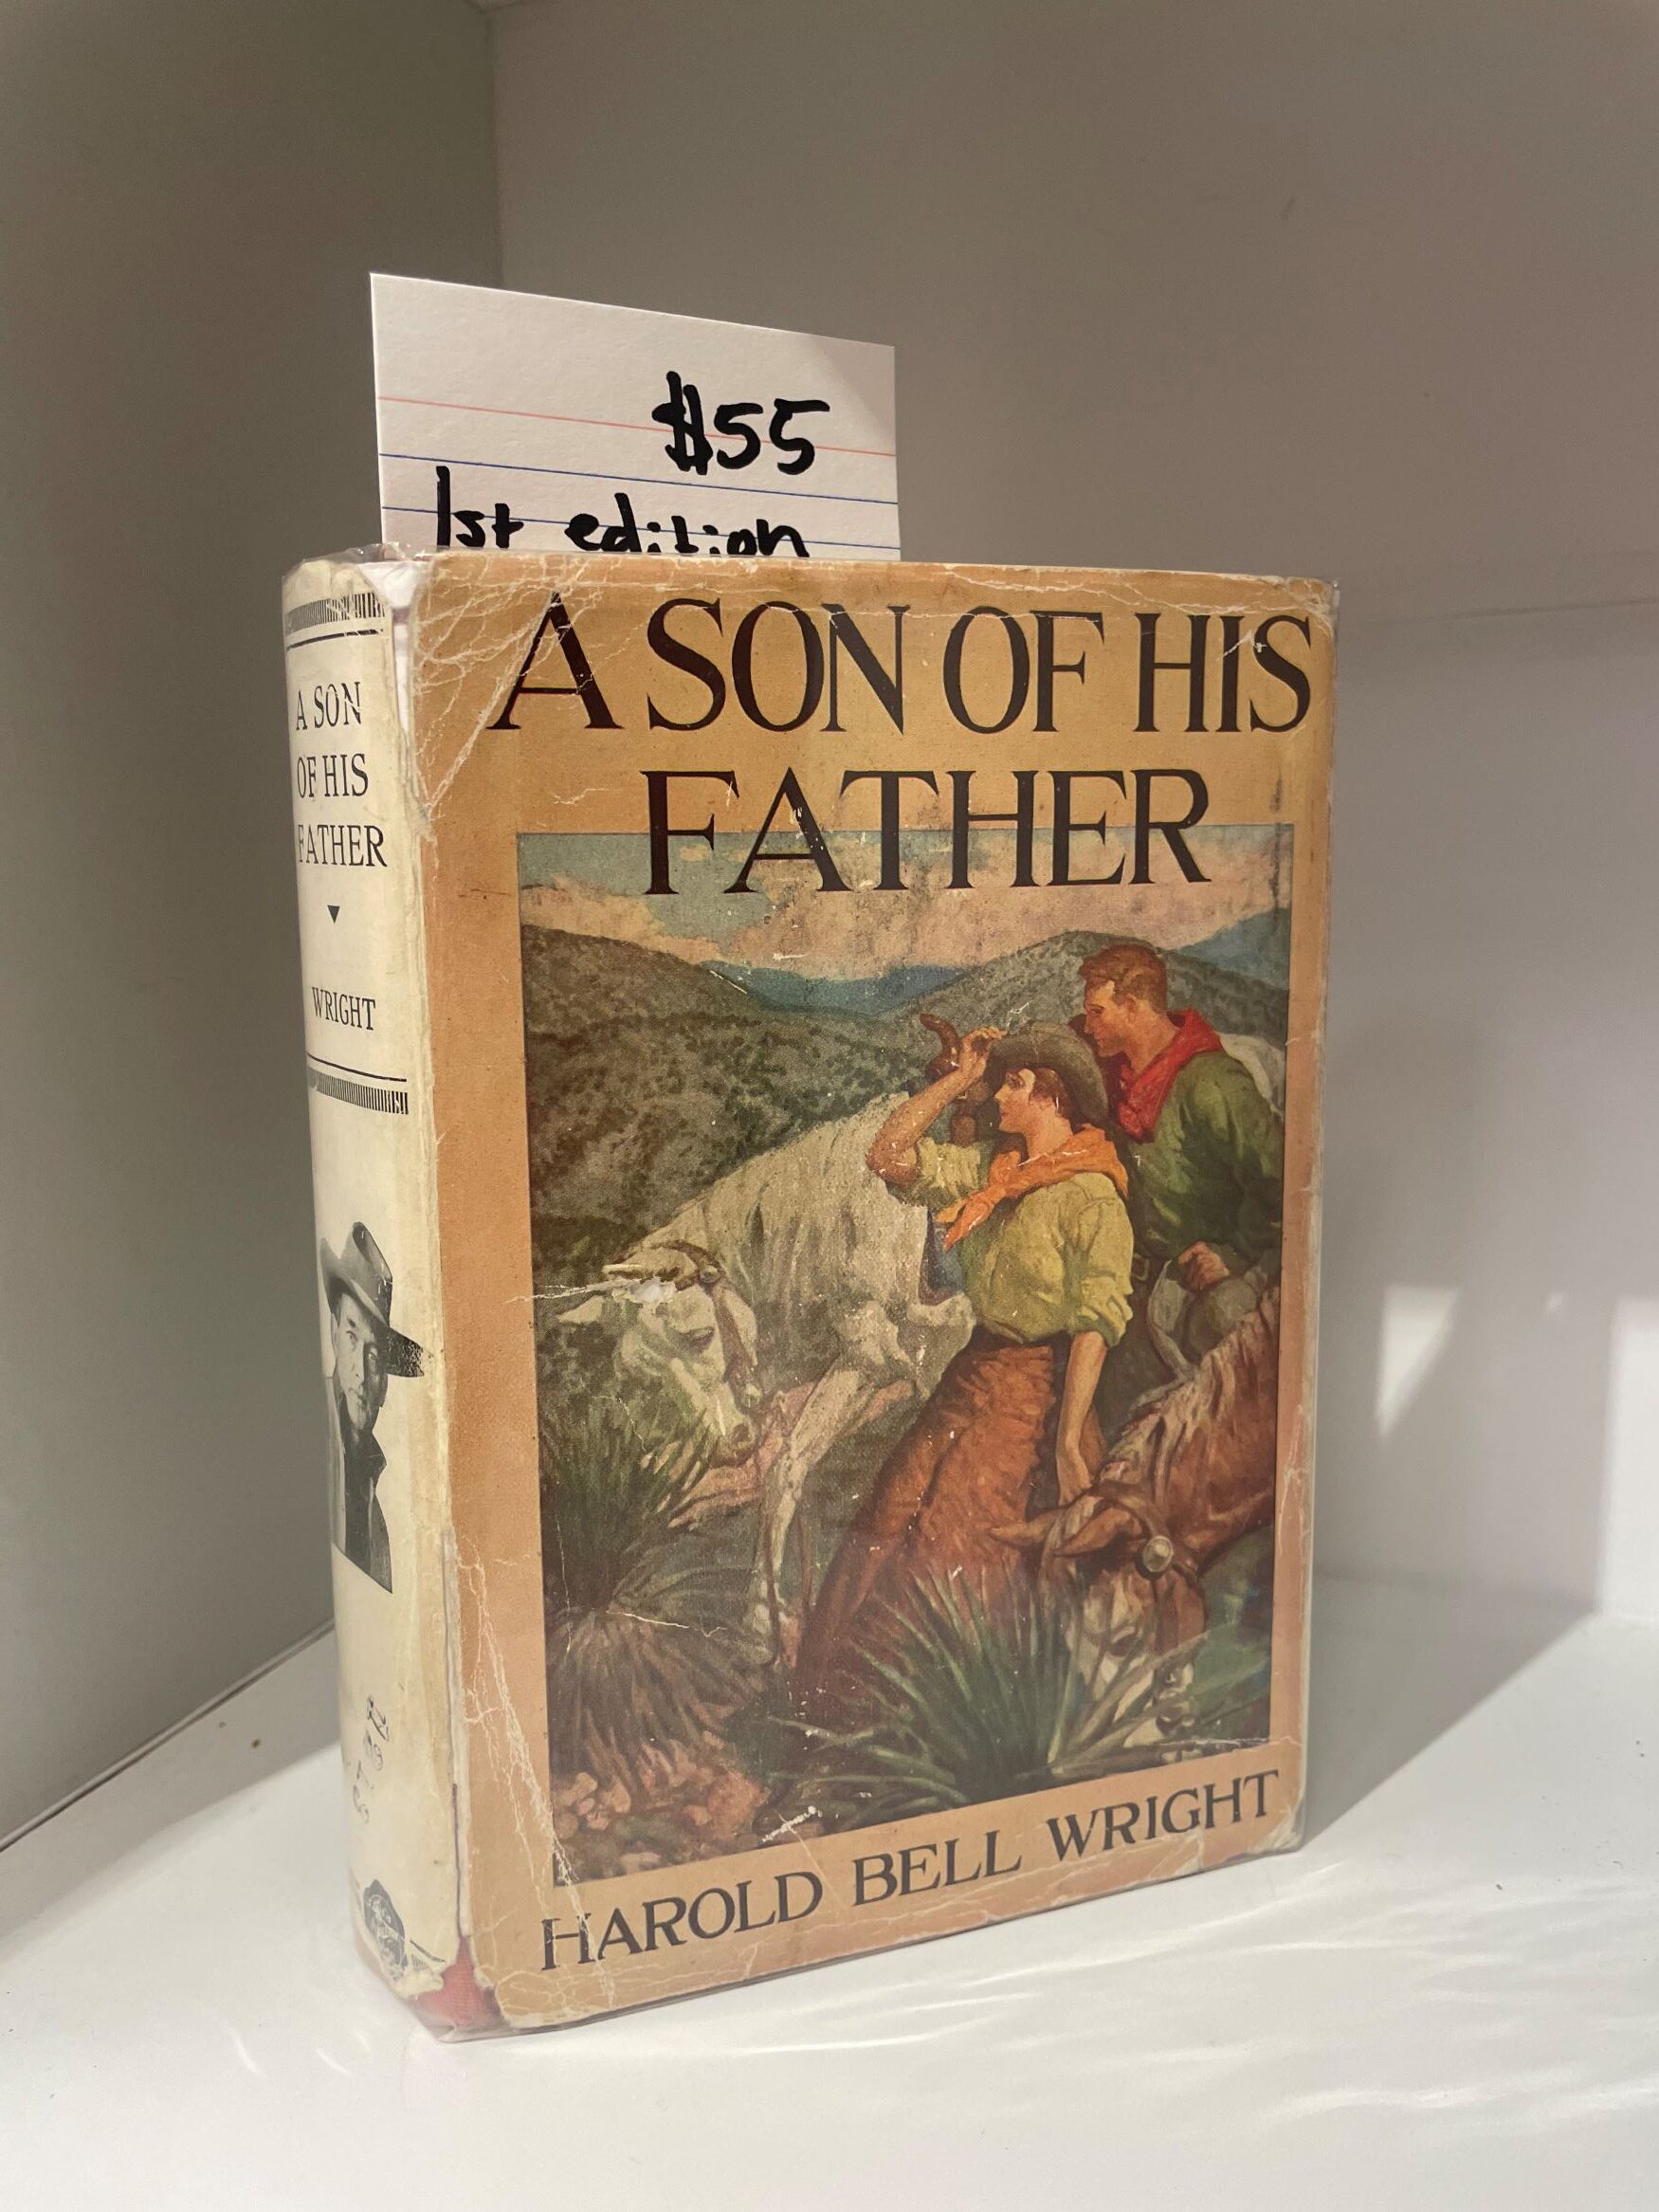 $55
1st edition
A SON OF HIS
FATHER
HAROLD BELL WRIGHT
A SON
OF HIS
FATHER
WRIGHT